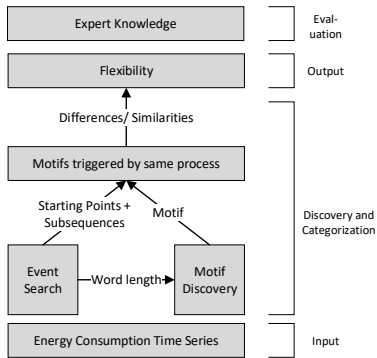 Expert Knowledge
Eval-
uation
Flexibility
Output
Differences/ Similarities
Motifs triggered by same process
Starting Points +
Subsequences
Motif
Discovery and
Categorization
Event
Search
Word length
Motif
Discovery
Energy Consumption Time Series
Input